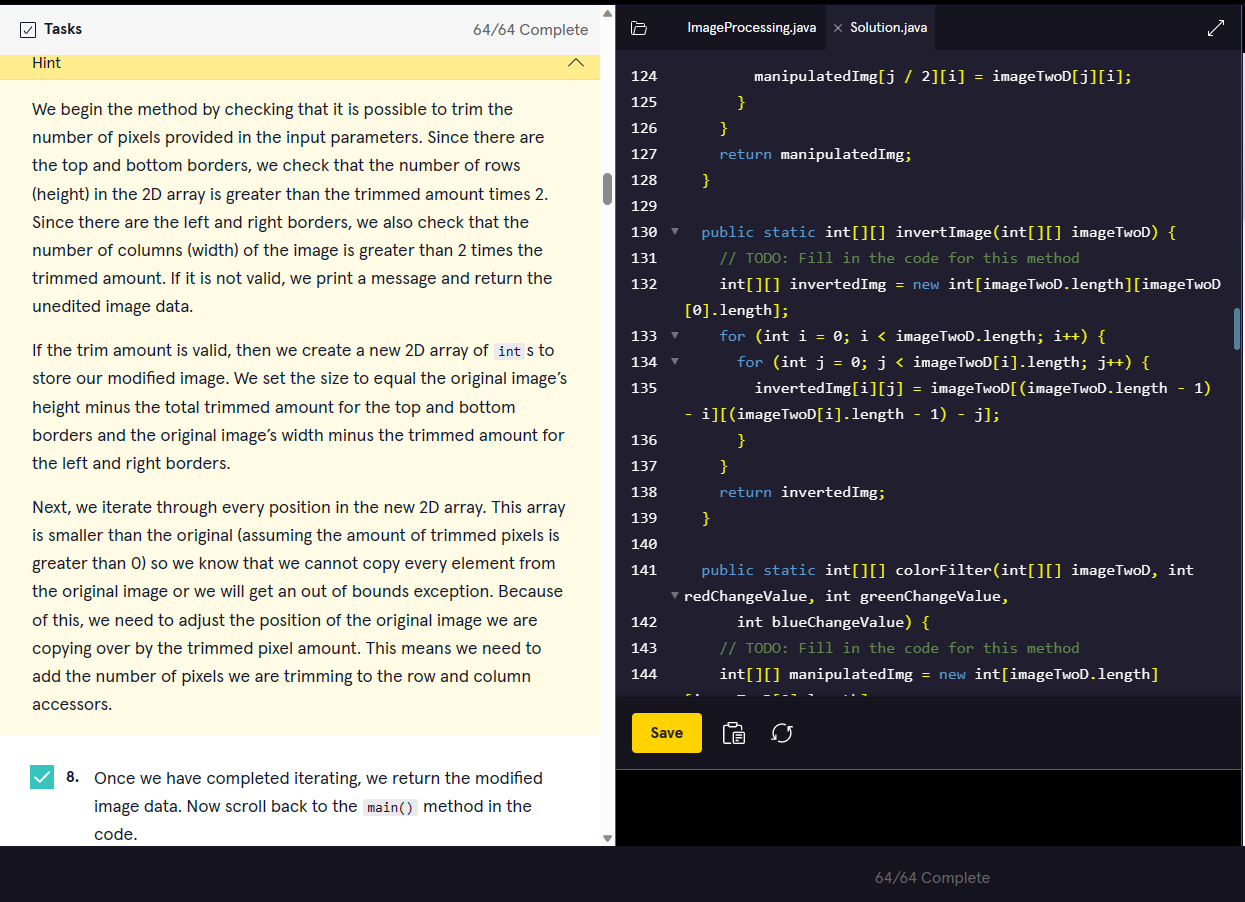 Tasks
64/64 Complete
Hint
We begin the method by checking that it is possible to trim the
number of pixels provided in the input parameters. Since there are
the top and bottom borders, we check that the number of rows
(height) in the 2D array is greater than the trimmed amount times 2.
Since there are the left and right borders, we also check that the
number of columns (width) of the image is greater than 2 times the
trimmed amount. If it is not valid, we print a message and return the
unedited image data.
If the trim amount is valid, then we create a new 2D array of int s to
store our modified image. We set the size to equal the original image’s
height minus the total trimmed amount for the top and bottom
borders and the original image’s width minus the trimmed amount for
the left and right borders.
Next, we iterate through every position in the new 2D array. This array
is smaller than the original (assuming the amount of trimmed pixels is
greater than 0) so we know that we cannot copy every element from
the original image or we will get an out of bounds exception. Because
of this, we need to adjust the position of the original image we are
copying over by the trimmed pixel amount. This means we need to
add the number of pixels we are trimming to the row and column
accessors.
8. Once we have completed iterating, we return the modified
image data. Now scroll back to the main() method in the
code.
ImageProcessing.java
Solution.java
124 manipulatedImg[j / 2][i] = imageTwoD[j][i];
125 }
126 }
127 return manipulatedImg;
128 }
129
130 public static int[][] invertImage(int[][] imageTwoD) {
131 // TODO: Fill in the code for this method
132 int[][] invertedImg = new int[imageTwoD.length][imageTwoD
[0].length];
133 for (int i = 0; i < imageTwoD.length; i++) {
134 for (int j = 0; j < imageTwoD[i].length; j++) {
135 invertedImg[i][j] = imageTwoD[(imageTwoD.length - 1)
- i][(imageTwoD[i].length - 1) - j];
136 }
137 }
138 return invertedImg;
139 }
140
141 public static int[][] colorFilter(int[][] imageTwoD, int
redChangeValue, int greenChangeValue,
142 int blueChangeValue) {
143 // TODO: Fill in the code for this method
144 int[][] manipulatedImg = new int[imageTwoD.length]
Save
64/64 Complete